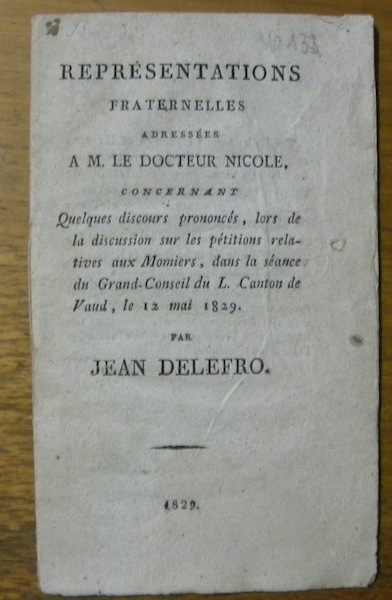 REPRÉSENTATIONS
FRATERNELLES
ADRESSÉES
A M. LE DOCTEUR NICOLE,
CONCERNANT
Quelques discours prononcés, lors de
la discussion sur les pétitions rela-
tives aux Momiers, dans la séance
du Grand-Conseil du L. Canton de
Vaud, le 12 mai 1829.
PAR
JEAN DELEFRO.
1829.